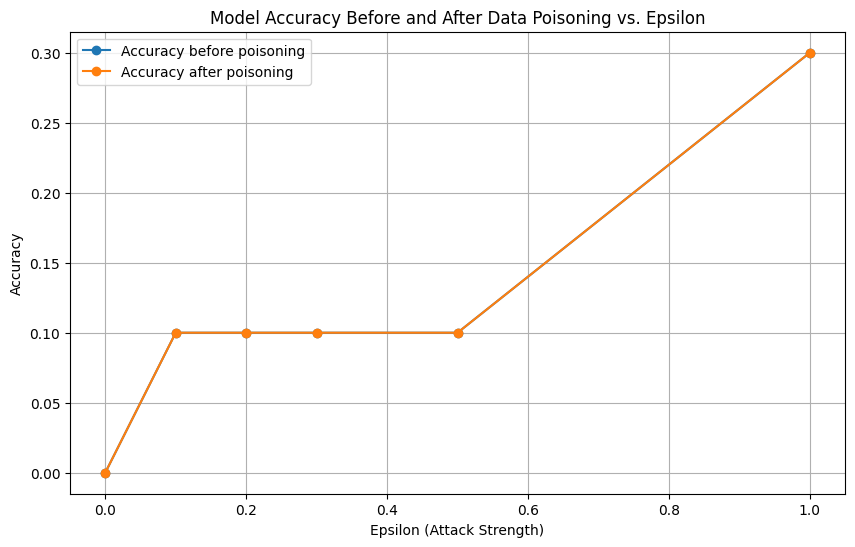 Model Accuracy Before and After Data Poisoning vs. Epsilon
Accuracy before poisoning
Accuracy after poisoning
Accuracy
0.30
0.25
0.20
0.15
0.10
0.05
0.00
0.0 0.2 0.4 0.6 0.8 1.0
Epsilon (Attack Strength)